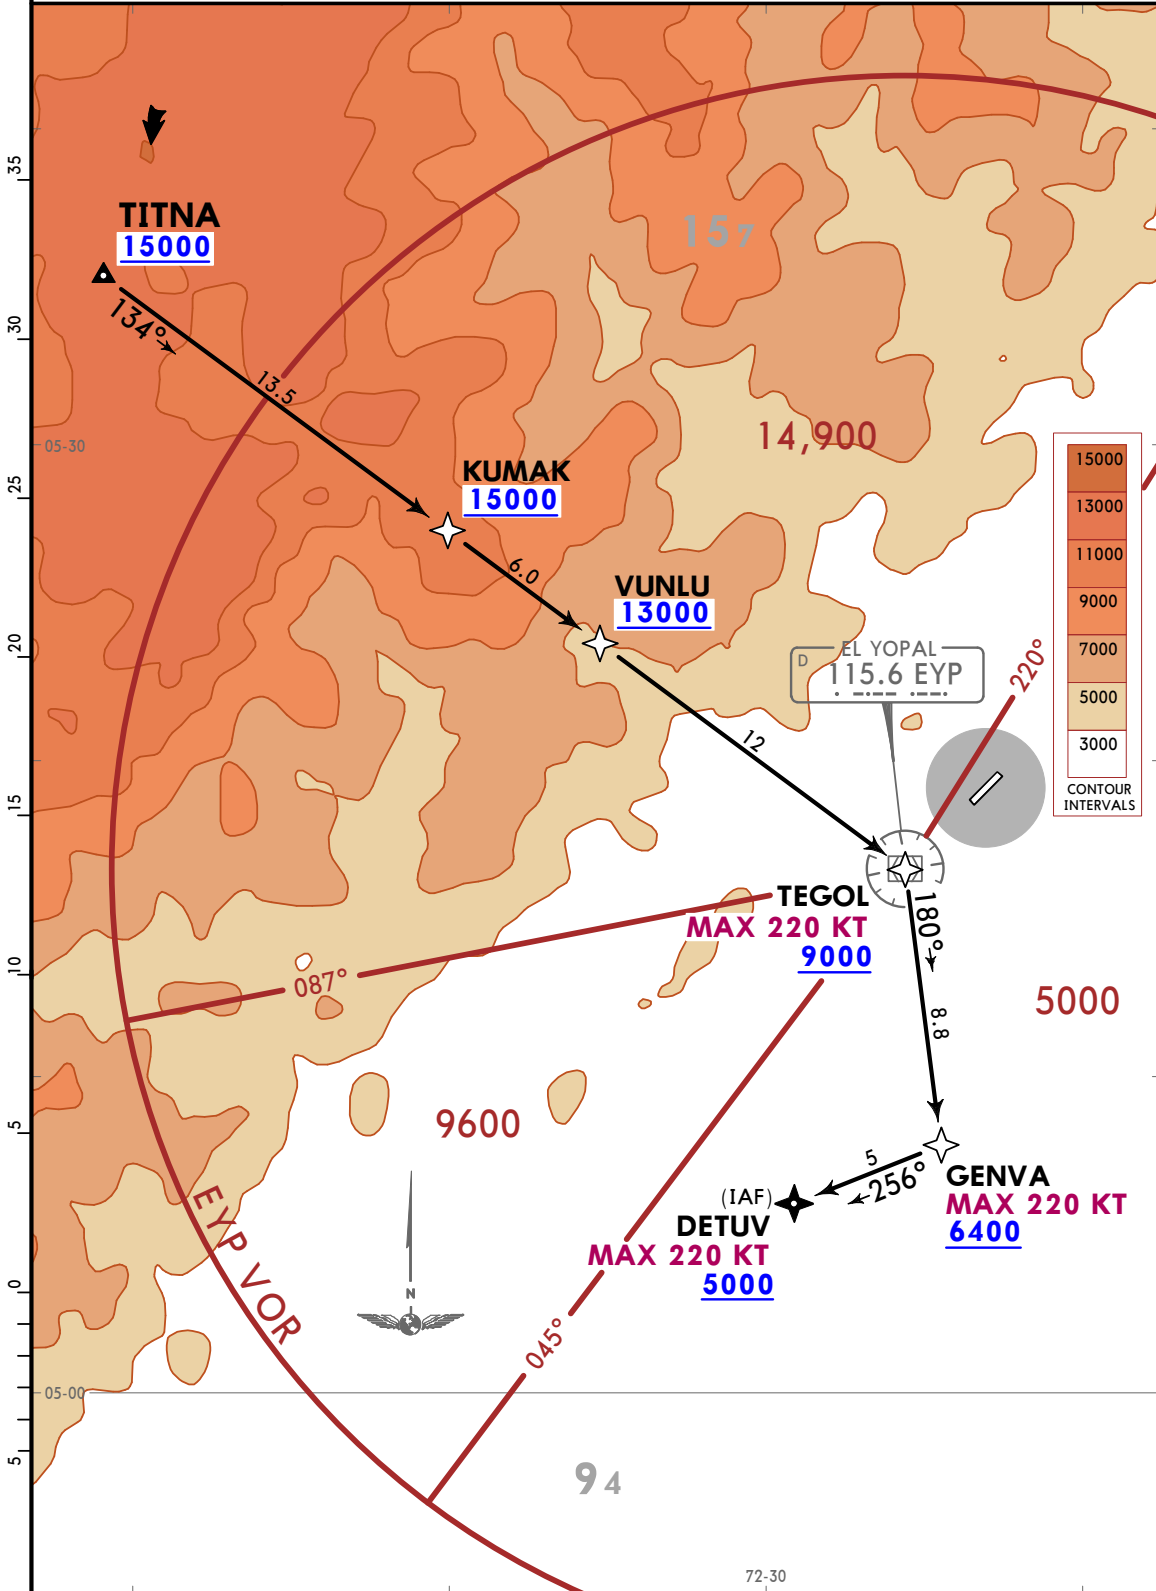 35
TITNA
15000
157
134°
30
13.5
14,900
05-30
KUMAK
15000
25
15000
13000
11000
9000
7000
5000
3000
CONTOUR
INTERVALS
6.0
VUNLU
13000
20
D
EL YOPAL
115.6 EYP
220°
12
15
TEGOL
MAX 220 KT
9000
180°
10
087°
5000
8.8
9600
5
5
256°
GENVA
MAX 220 KT
6400
(IAF)
DETUV
MAX 220 KT
5000
EYP VOR
0
N
045°
05-00
5
94
72-30